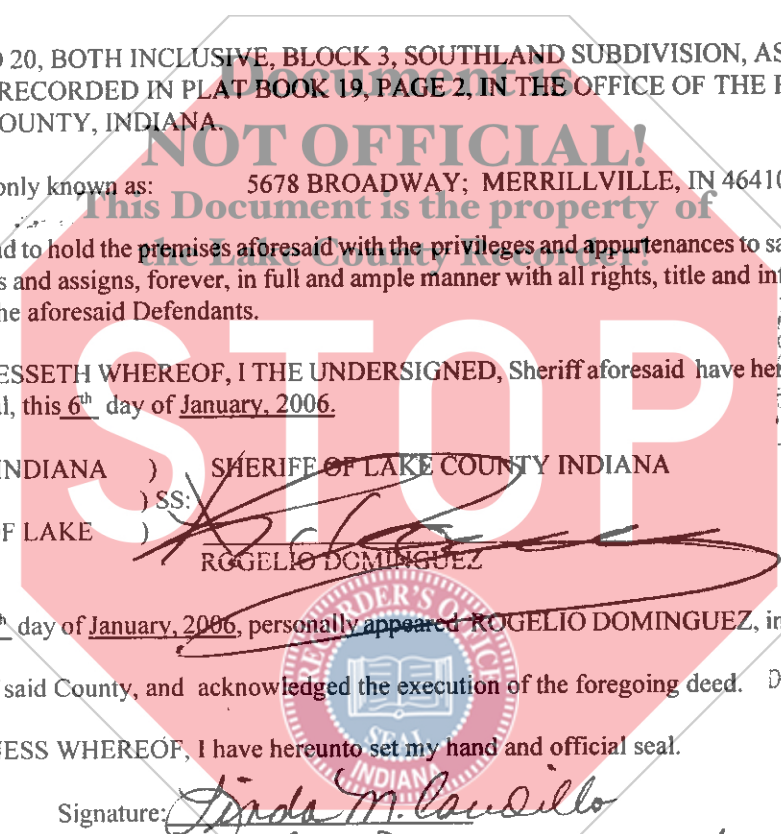 20, BOTH INCLUSIVE, BLOCK 3, SOUTHLAND SUBDIVISION, AS
Document is
RECORDED IN PLAT BOOK 19, PAGE 2, IN THE OFFICE OF THE
OUNTY, INDIANA.
NOT OFFICIAL!
only known as: 5678 BROADWAY; MERRILLVILLE, IN 46410
This Document is the property of
d to hold the premises aforesaid with the privileges and appurtenances to sa
the Lake County Recorder!
s and assigns, forever, in full and ample manner with all rights, title and in
he aforesaid Defendants.
STOP
ESSETH WHEREOF, I THE UNDERSIGNED, Sheriff aforesaid have her
l, this 6th day of January, 2006.
INDIANA ) SHERIFF OF LAKE COUNTY INDIANA
) SS:
F LAKE )
ROGELIO DOMINGUEZ
h day of January, 2006, personally appeared ROGELIO DOMINGUEZ, in
RECORDER'S OFFICE
said County, and acknowledged the execution of the foregoing deed. D
SEAL
ESS WHEREOF, I have hereunto set my hand and official seal.
INDIANA
Signature: Linda M.